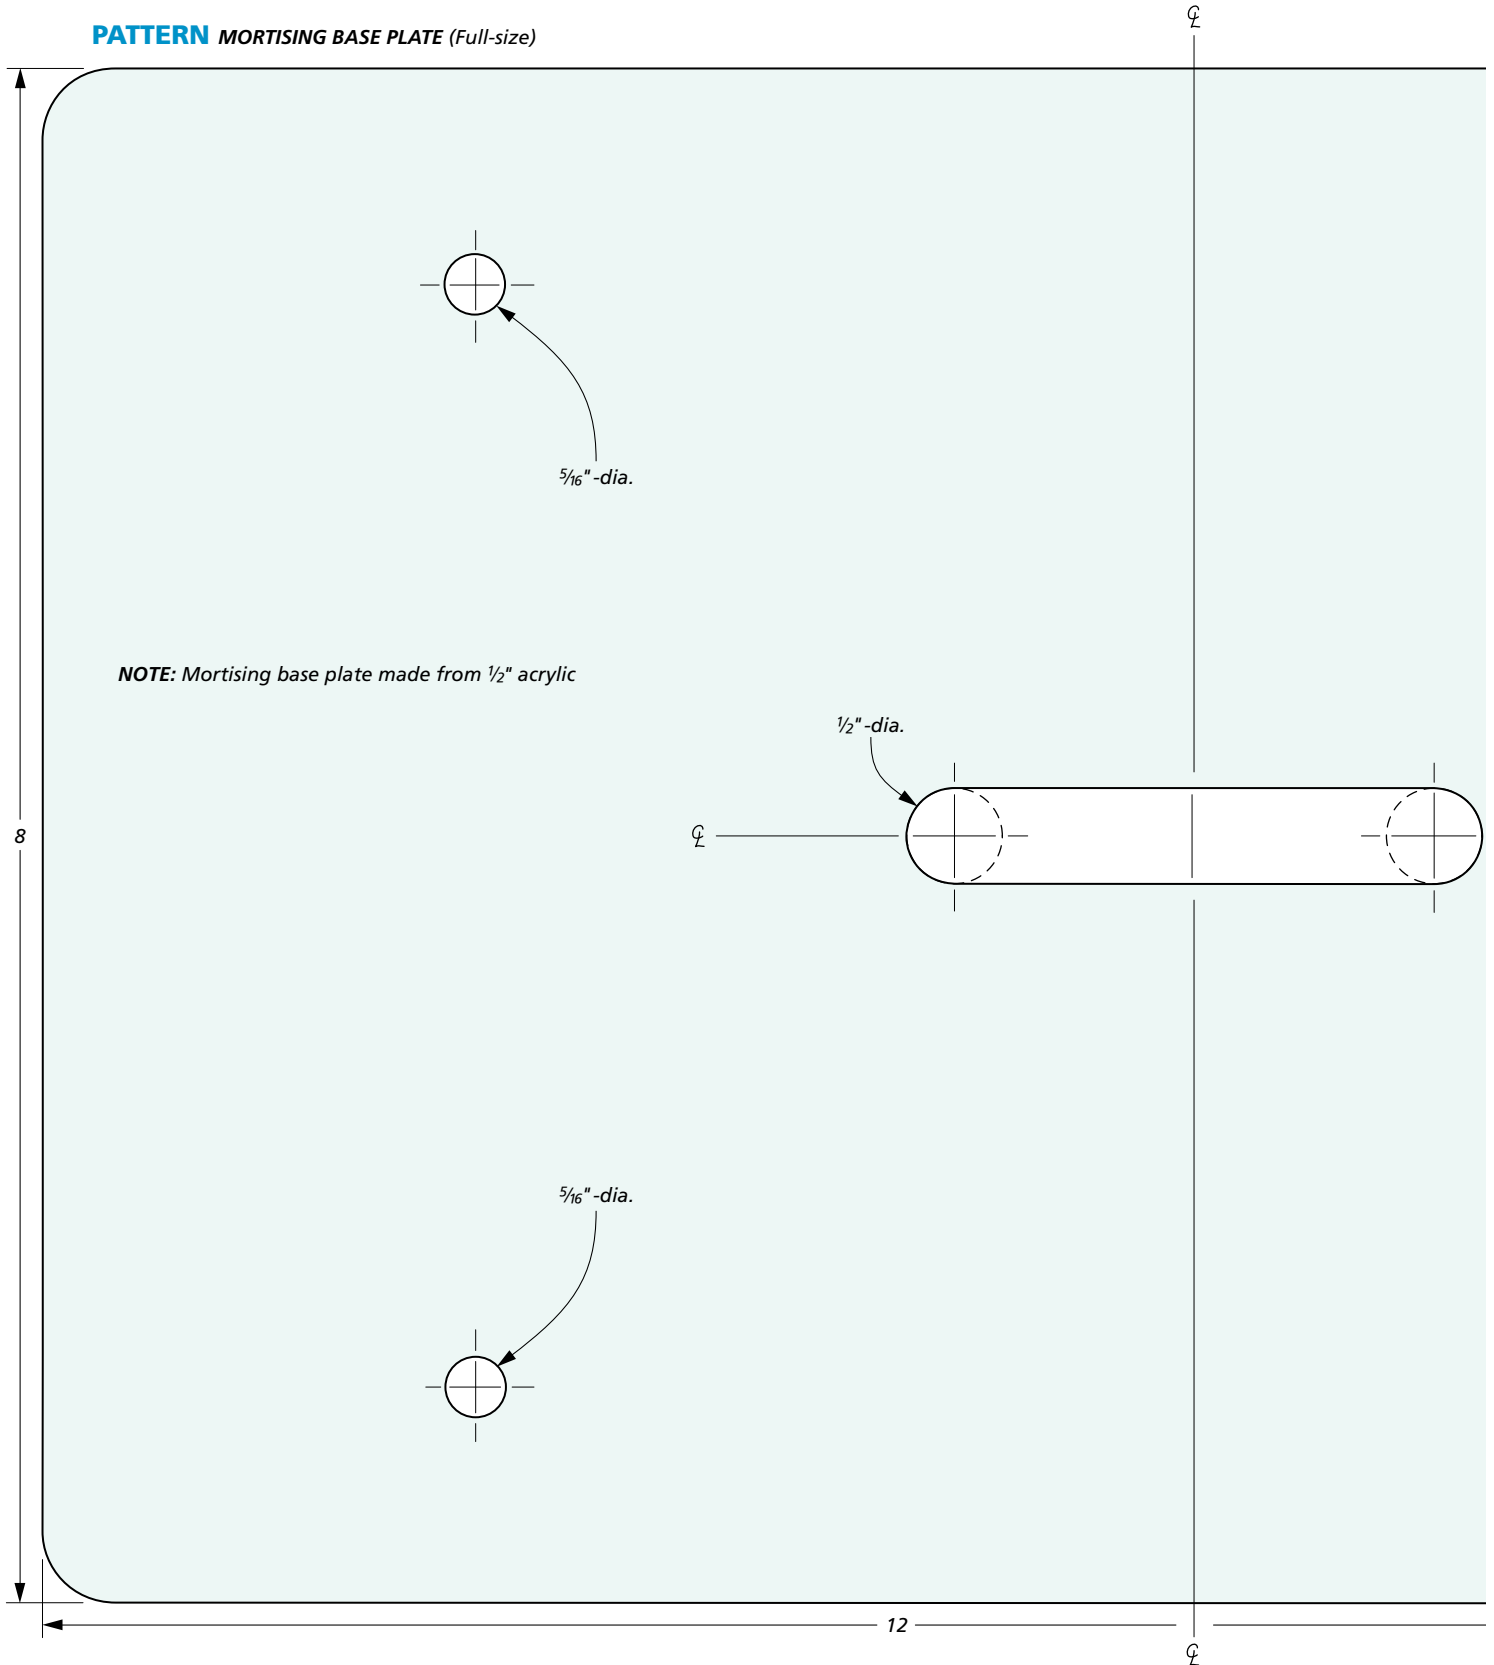 ℄
PATTERN MORTISING BASE PLATE (Full-size)
5/16"-dia.
NOTE: Mortising base plate made from 1/2" acrylic
1/2"-dia.
8
℄
5/16"-dia.
12
℄